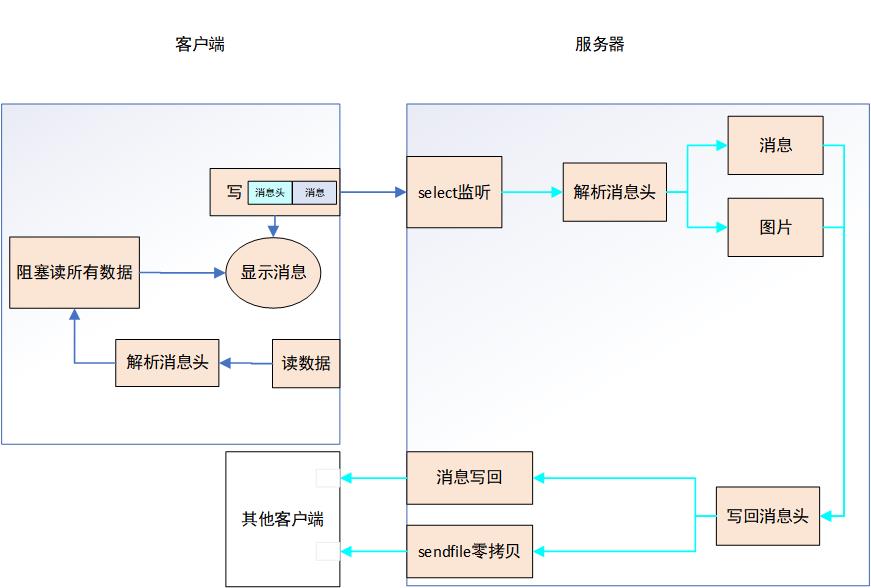 客户端
服务器
写
消息头
消息
select监听
解析消息头
消息
图片
阻塞读所有数据
显示消息
解析消息头
读数据
其他客户端
消息写回
sendfile零拷贝
写回消息头